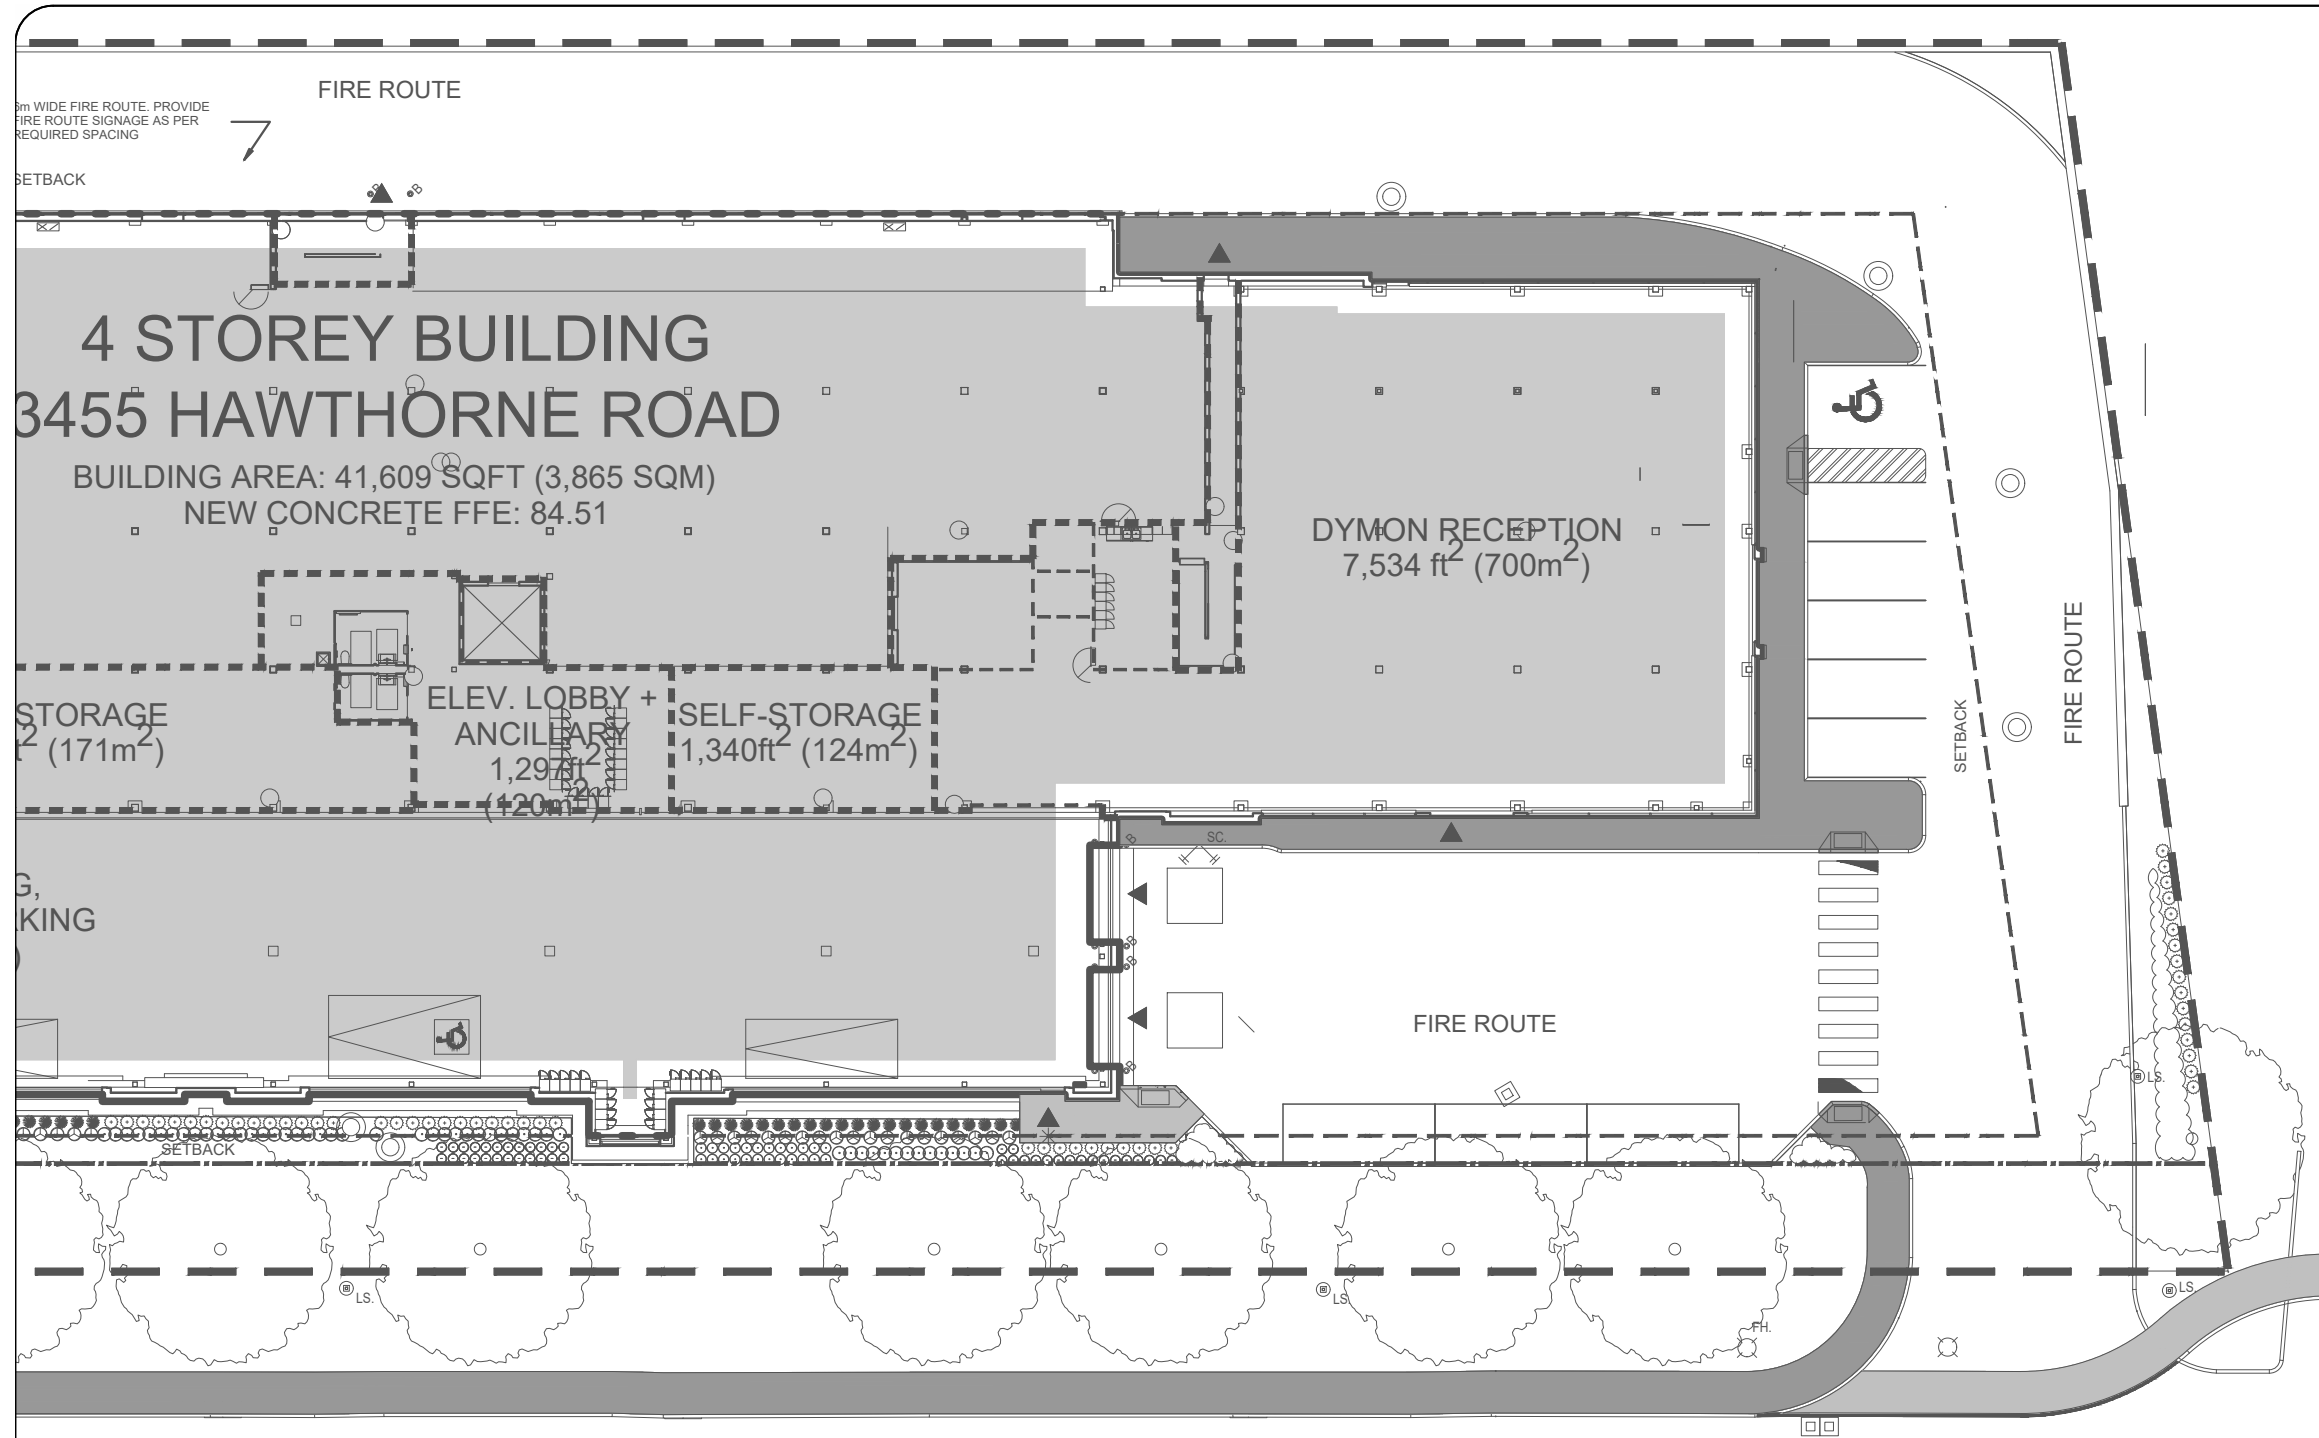 FIRE ROUTE
6m WIDE FIRE ROUTE. PROVIDE
FIRE ROUTE SIGNAGE AS PER
REQUIRED SPACING
SETBACK
B
B
4 STOREY BUILDING
3455 HAWTHORNE ROAD
BUILDING AREA: 41,609 SQFT (3,865 SQM)
NEW CONCRETE FFE: 84.51
DYMON RECEPTION
7,534 ft2 (700m2)
FIRE ROUTE
SETBACK
STORAGE
t2 (171m2)
ELEV. LOBBY +
ANCILLARY
1,297ft2
(120m2)
SELF-STORAGE
1,340ft2 (124m2)
SC.
B
G,
KING
)
B
B
B
FIRE ROUTE
LS.
SETBACK
LS.
LS.
LS.
FH.